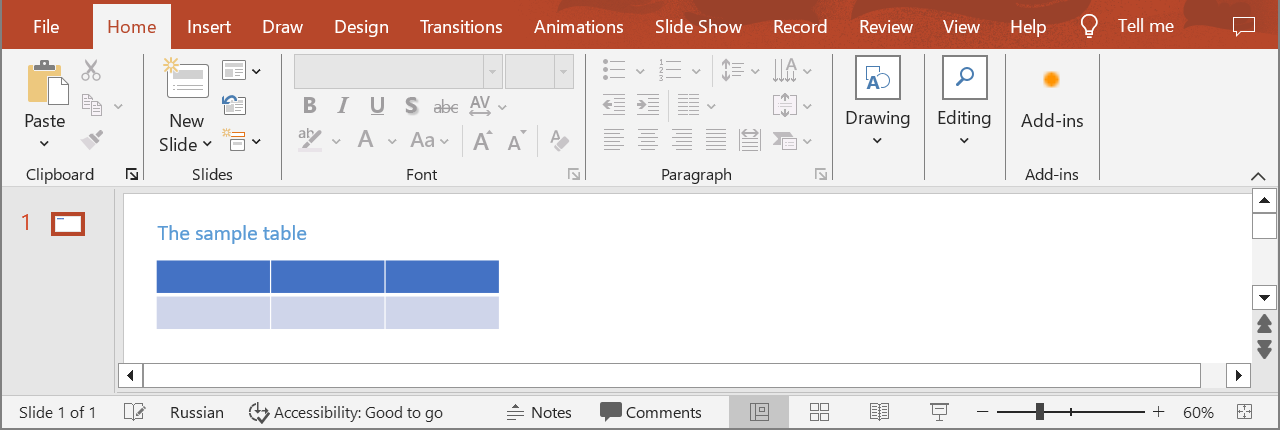 File Home Insert Draw Design Transitions Animations Slide Show Record Review View Help Tell me
Paste
New
Slide
B I U S abc AV
ab A Aa A A A
Drawing
Editing
Add-ins
Clipboard
Slides
Font
Paragraph
Add-ins
1
The sample table
Slide 1 of 1 Russian Accessibility: Good to go Notes Comments 60%